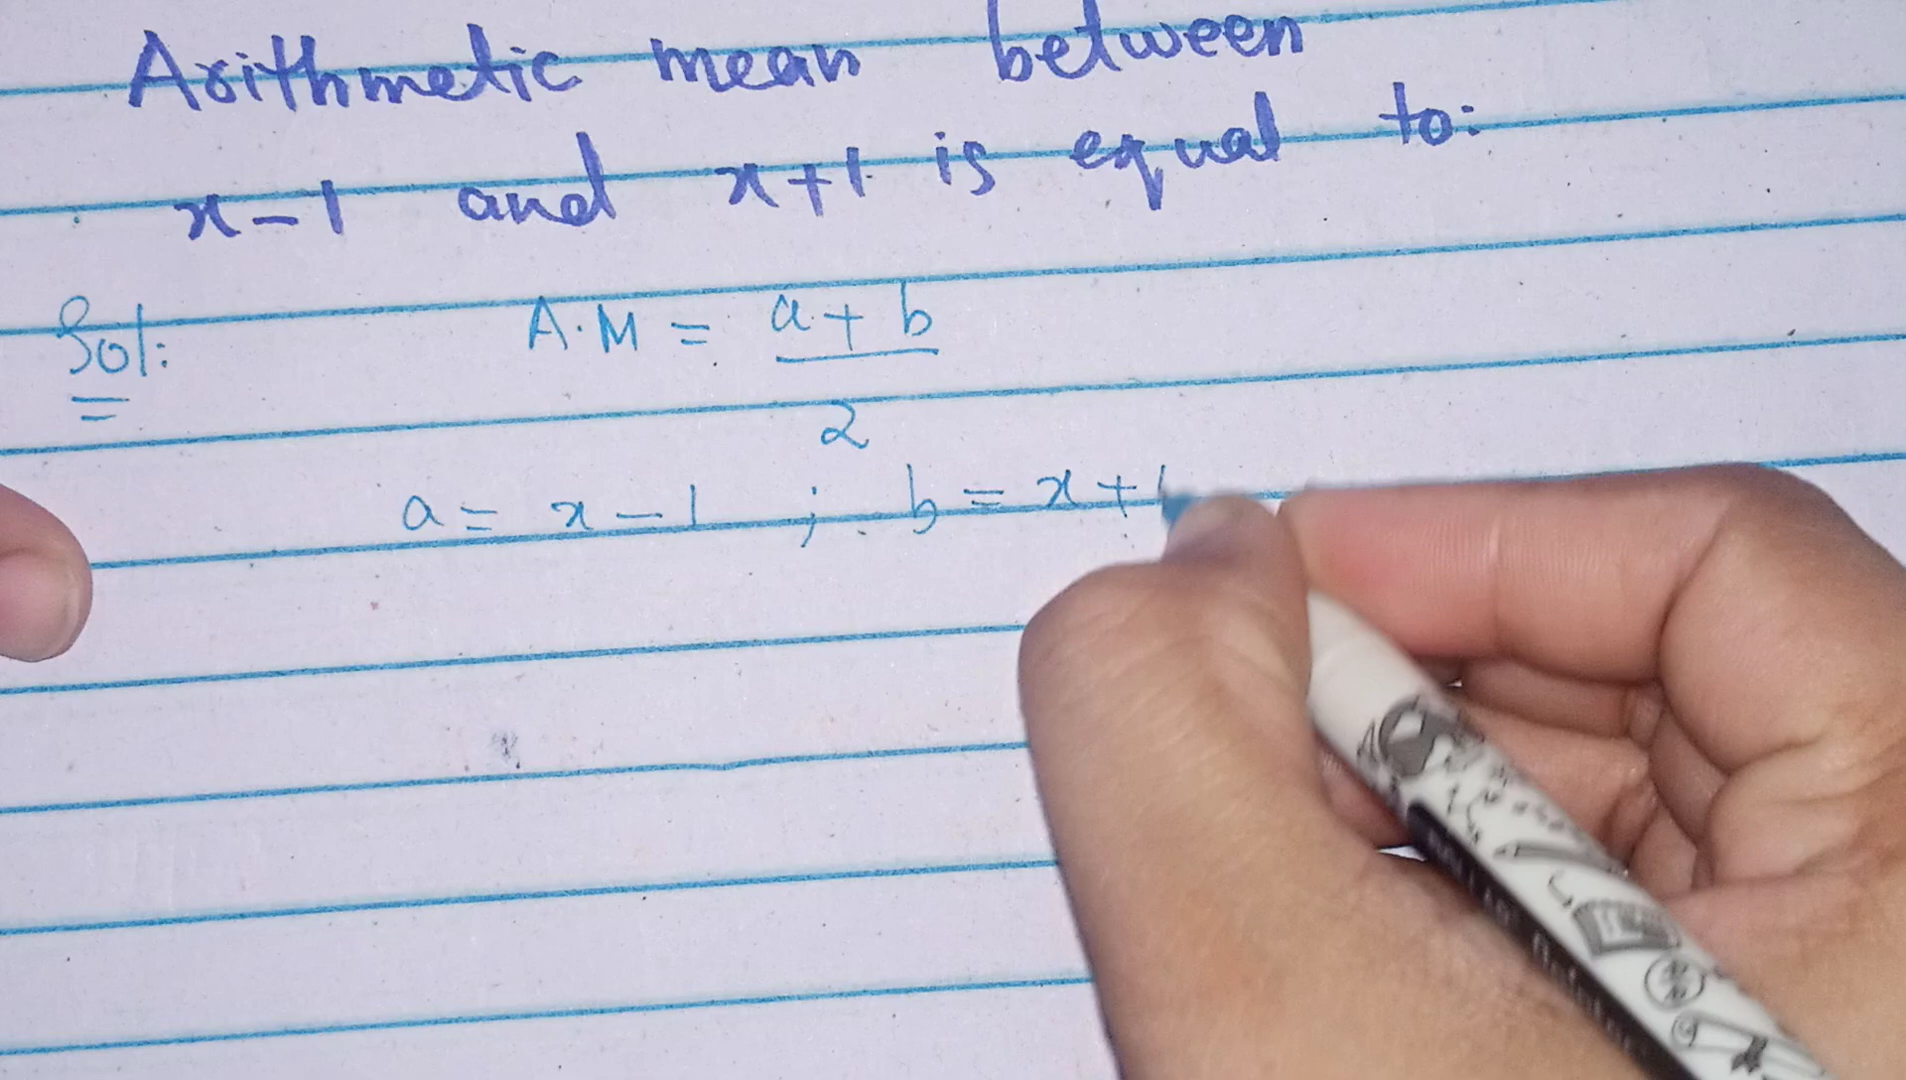 Arithmetic mean between
x-1 and x+1 is equal to:
Sol: A.M = a + b
2
a = x - 1 ; b = x + 1